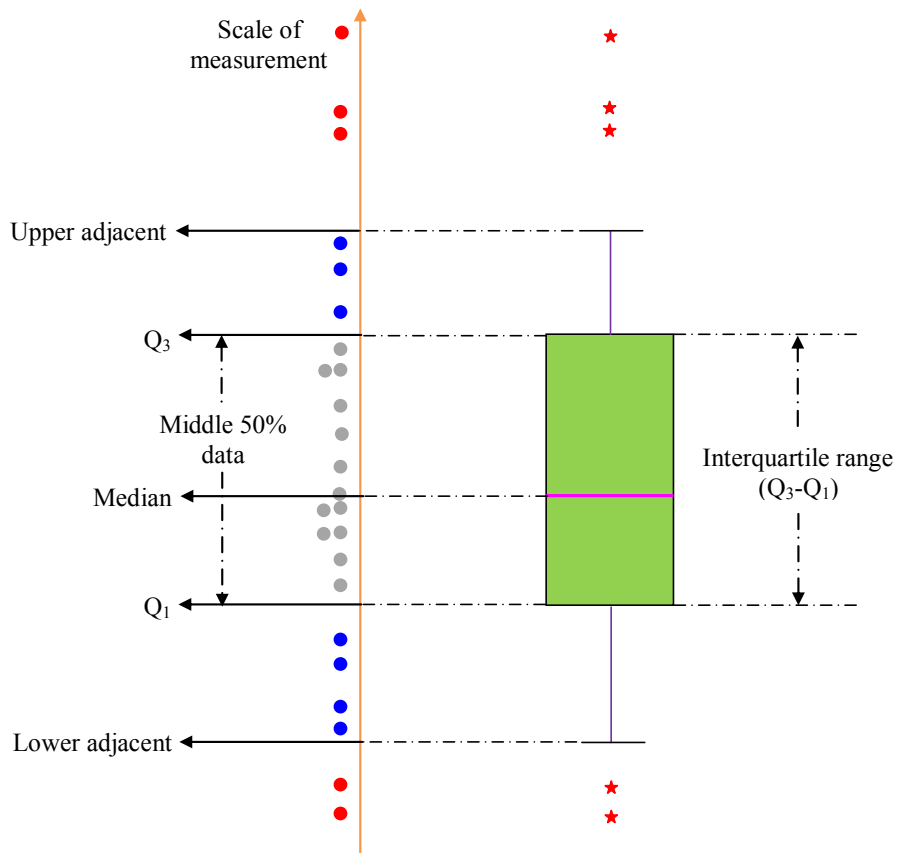 Scale of
measurement
Upper adjacent
Q₃
Middle 50%
data
Interquartile range
(Q₃-Q₁)
Median
Q₁
Lower adjacent